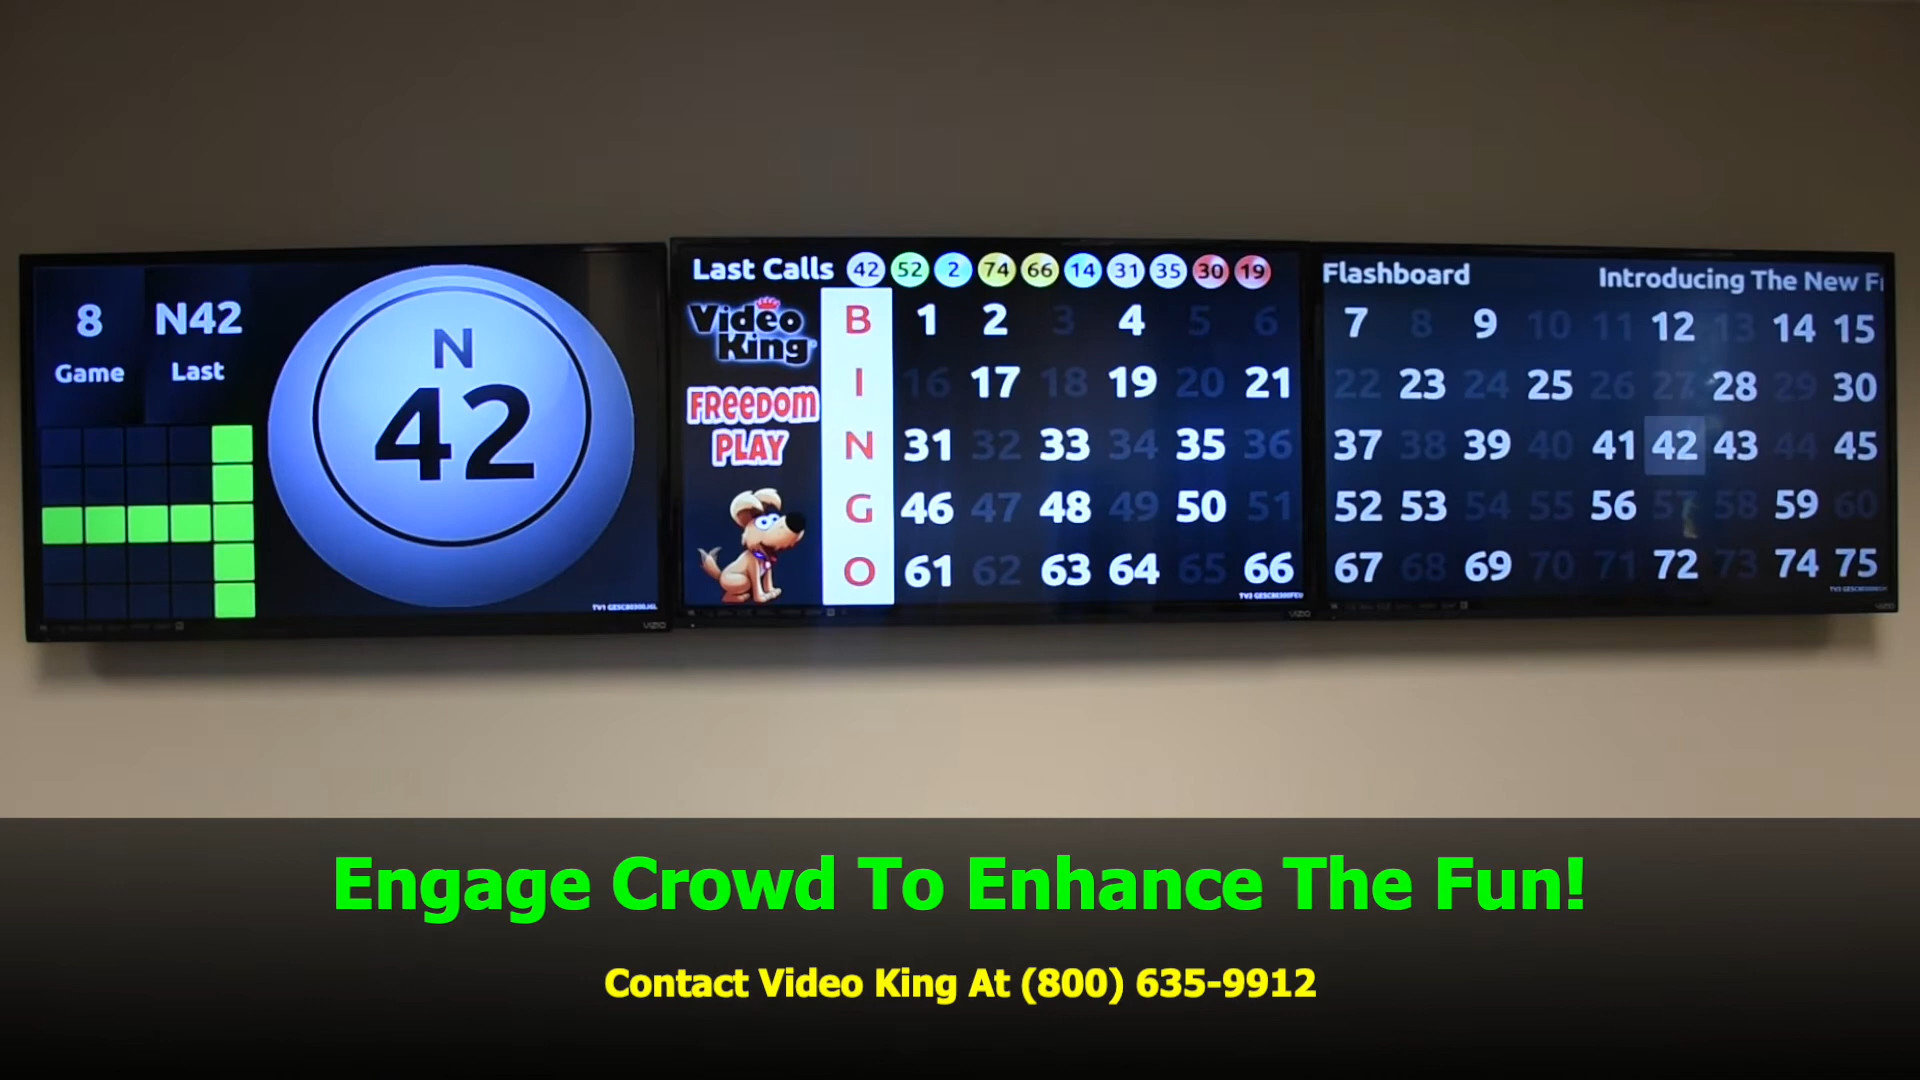 8
Game
N42
Last
N
42
Last Calls 42 52 2 74 66 14 31 35 30 19
Video King
FReeDOM PLAY
B 1 2 3 4 5 6
I 16 17 18 19 20 21
N 31 32 33 34 35 36
G 46 47 48 49 50 51
O 61 62 63 64 65 66
Flashboard
Introducing The New
7 8 9 10 11 12 13 14 15
22 23 24 25 26 27 28 29 30
37 38 39 40 41 42 43 44 45
52 53 54 55 56 57 58 59 60
67 68 69 70 71 72 73 74 75
VIZIO
VIZIO
VIZIO
Engage Crowd To Enhance The Fun!
Contact Video King At (800) 635-9912